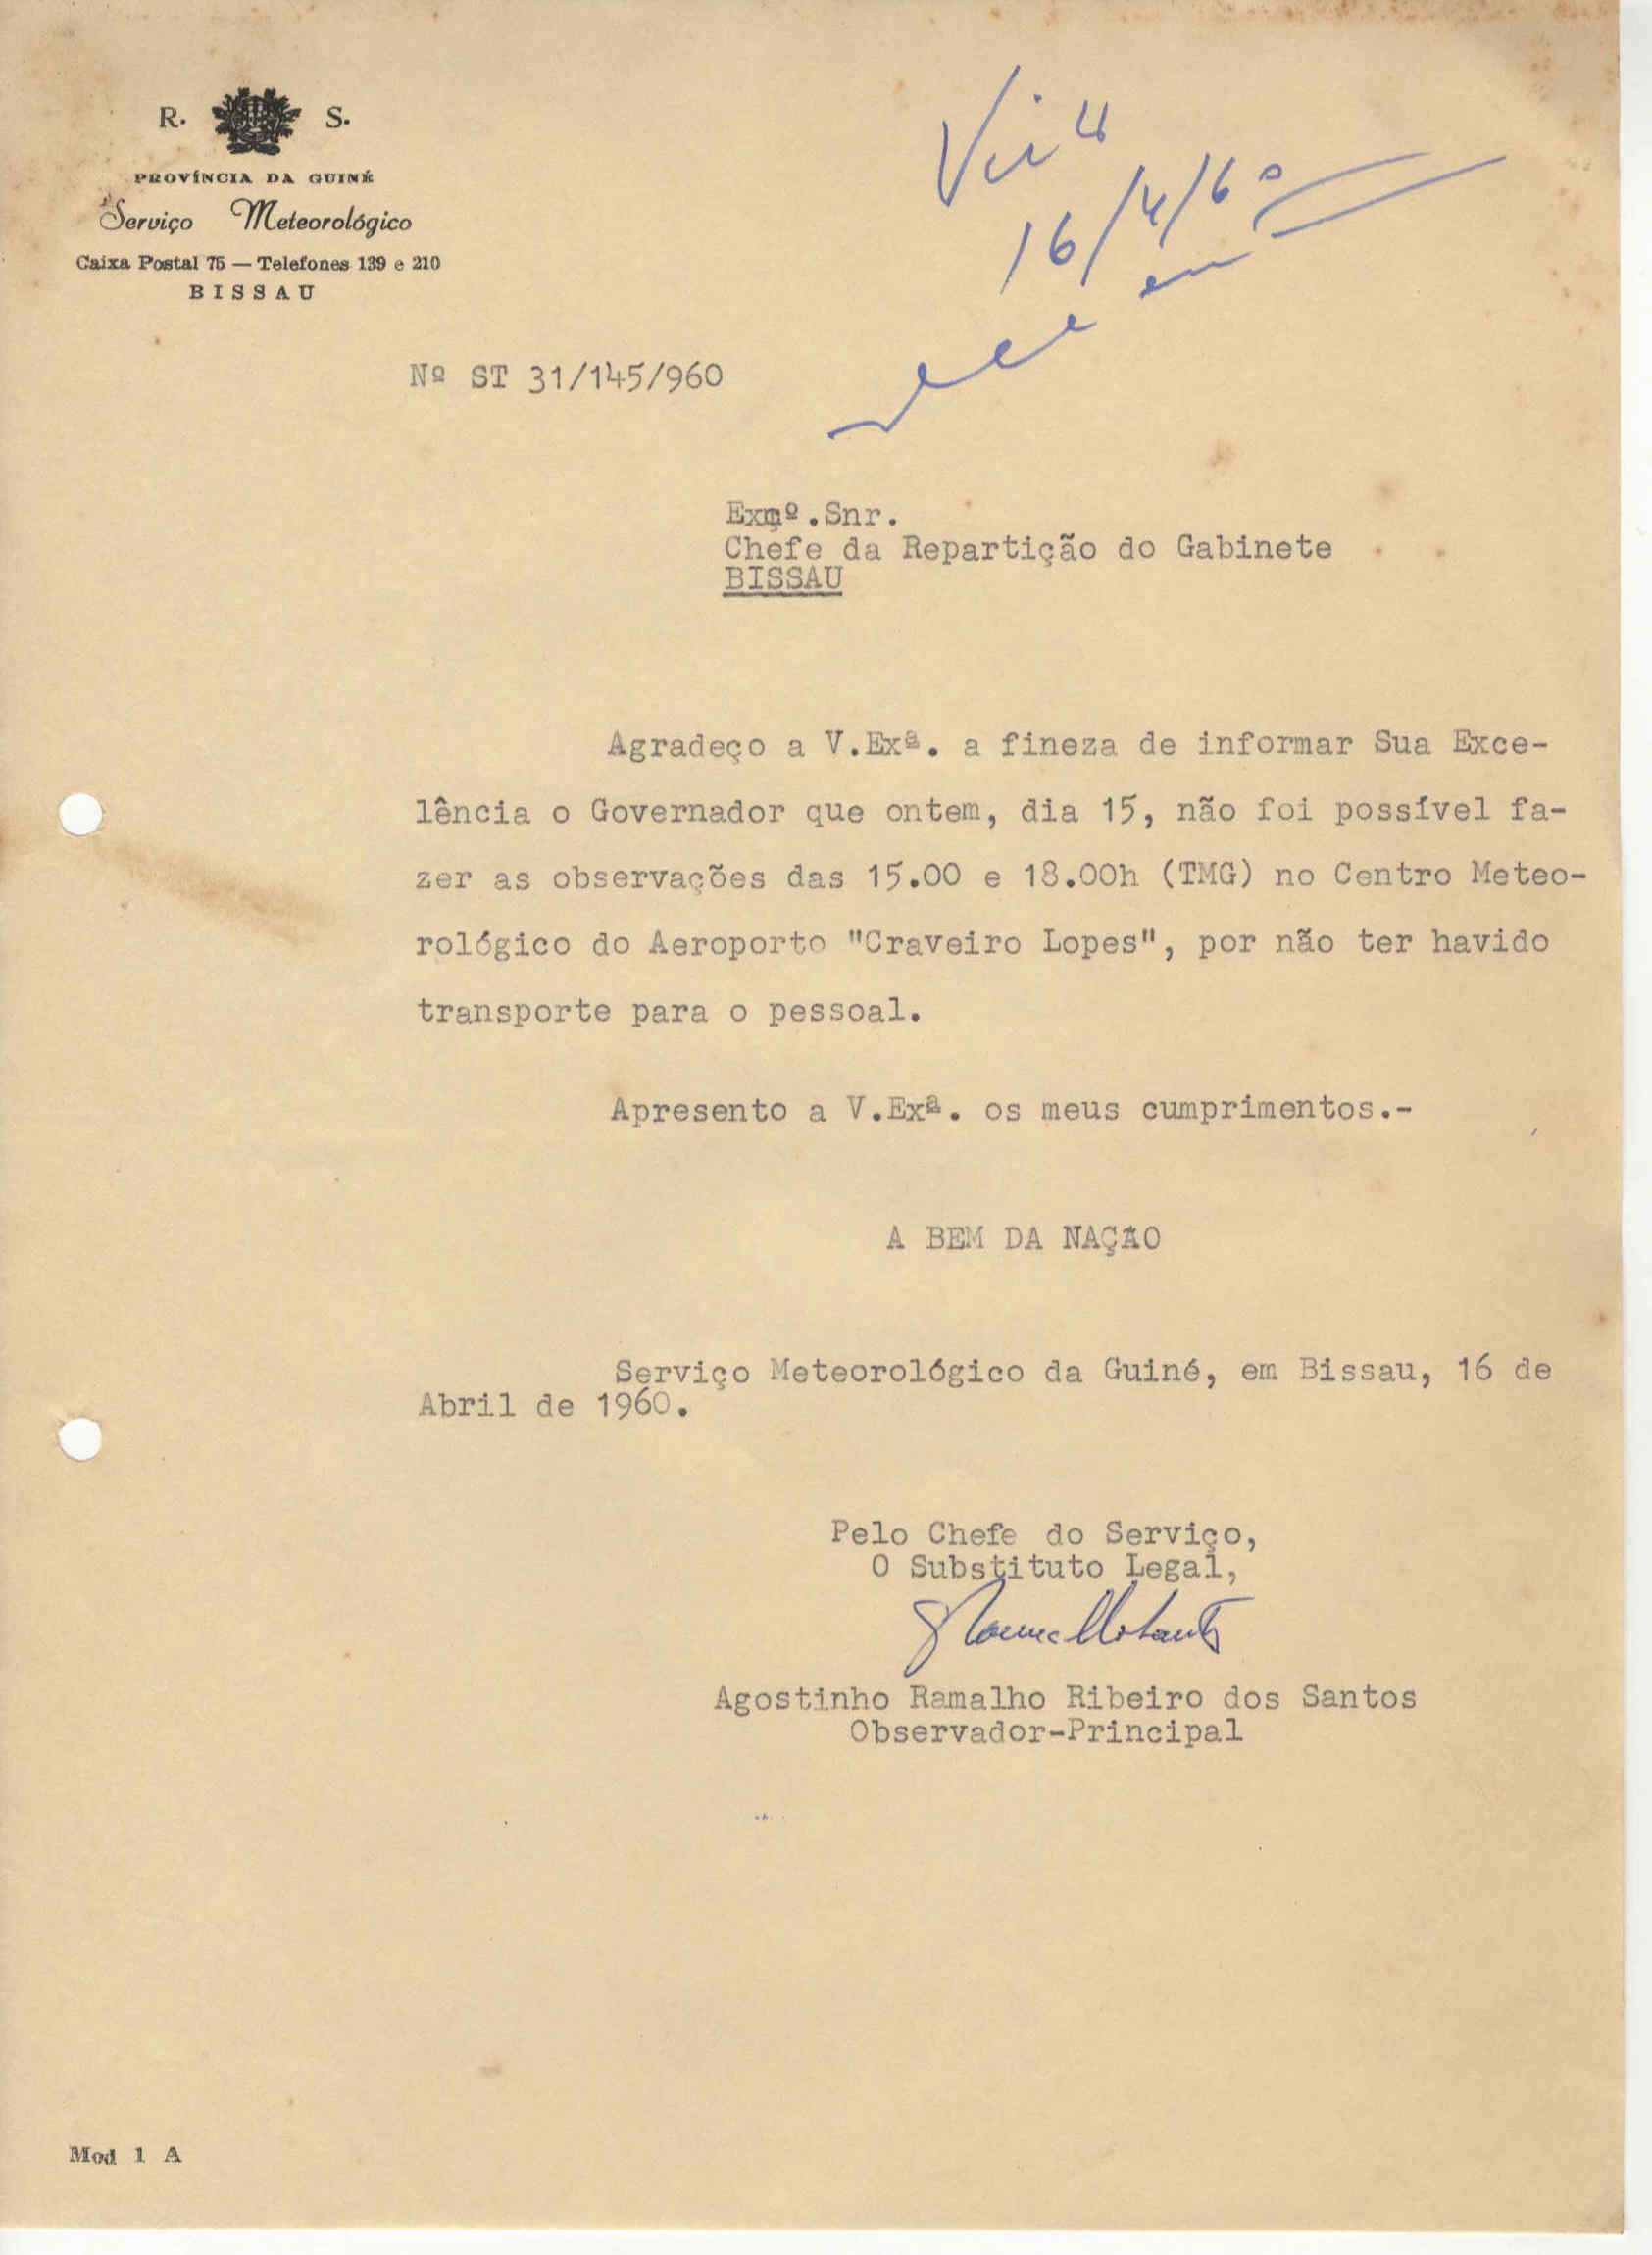 R. S.
PROVÍNCIA DA GUINÉ
Serviço Meteorológico
Caixa Postal 75 — Telefones 139 e 210
BISSAU
16/4/60
Nº ST 31/145/960
Exmº.Snr.
Chefe da Repartição do Gabinete
BISSAU
Agradeço a V.Exª. a fineza de informar Sua Exce-
lência o Governador que ontem, dia 15, não foi possível fa-
zer as observações das 15.00 e 18.00h (TMG) no Centro Meteo-
rológico do Aeroporto "Craveiro Lopes", por não ter havido
transporte para o pessoal.
Apresento a V.Exª. os meus cumprimentos.-
A BEM DA NAÇÃO
Serviço Meteorológico da Guiné, em Bissau, 16 de
Abril de 1960.
Pelo Chefe do Serviço,
O Substituto Legal,
Agostinho Ramalho Ribeiro dos Santos
Observador-Principal
Mod 1 A